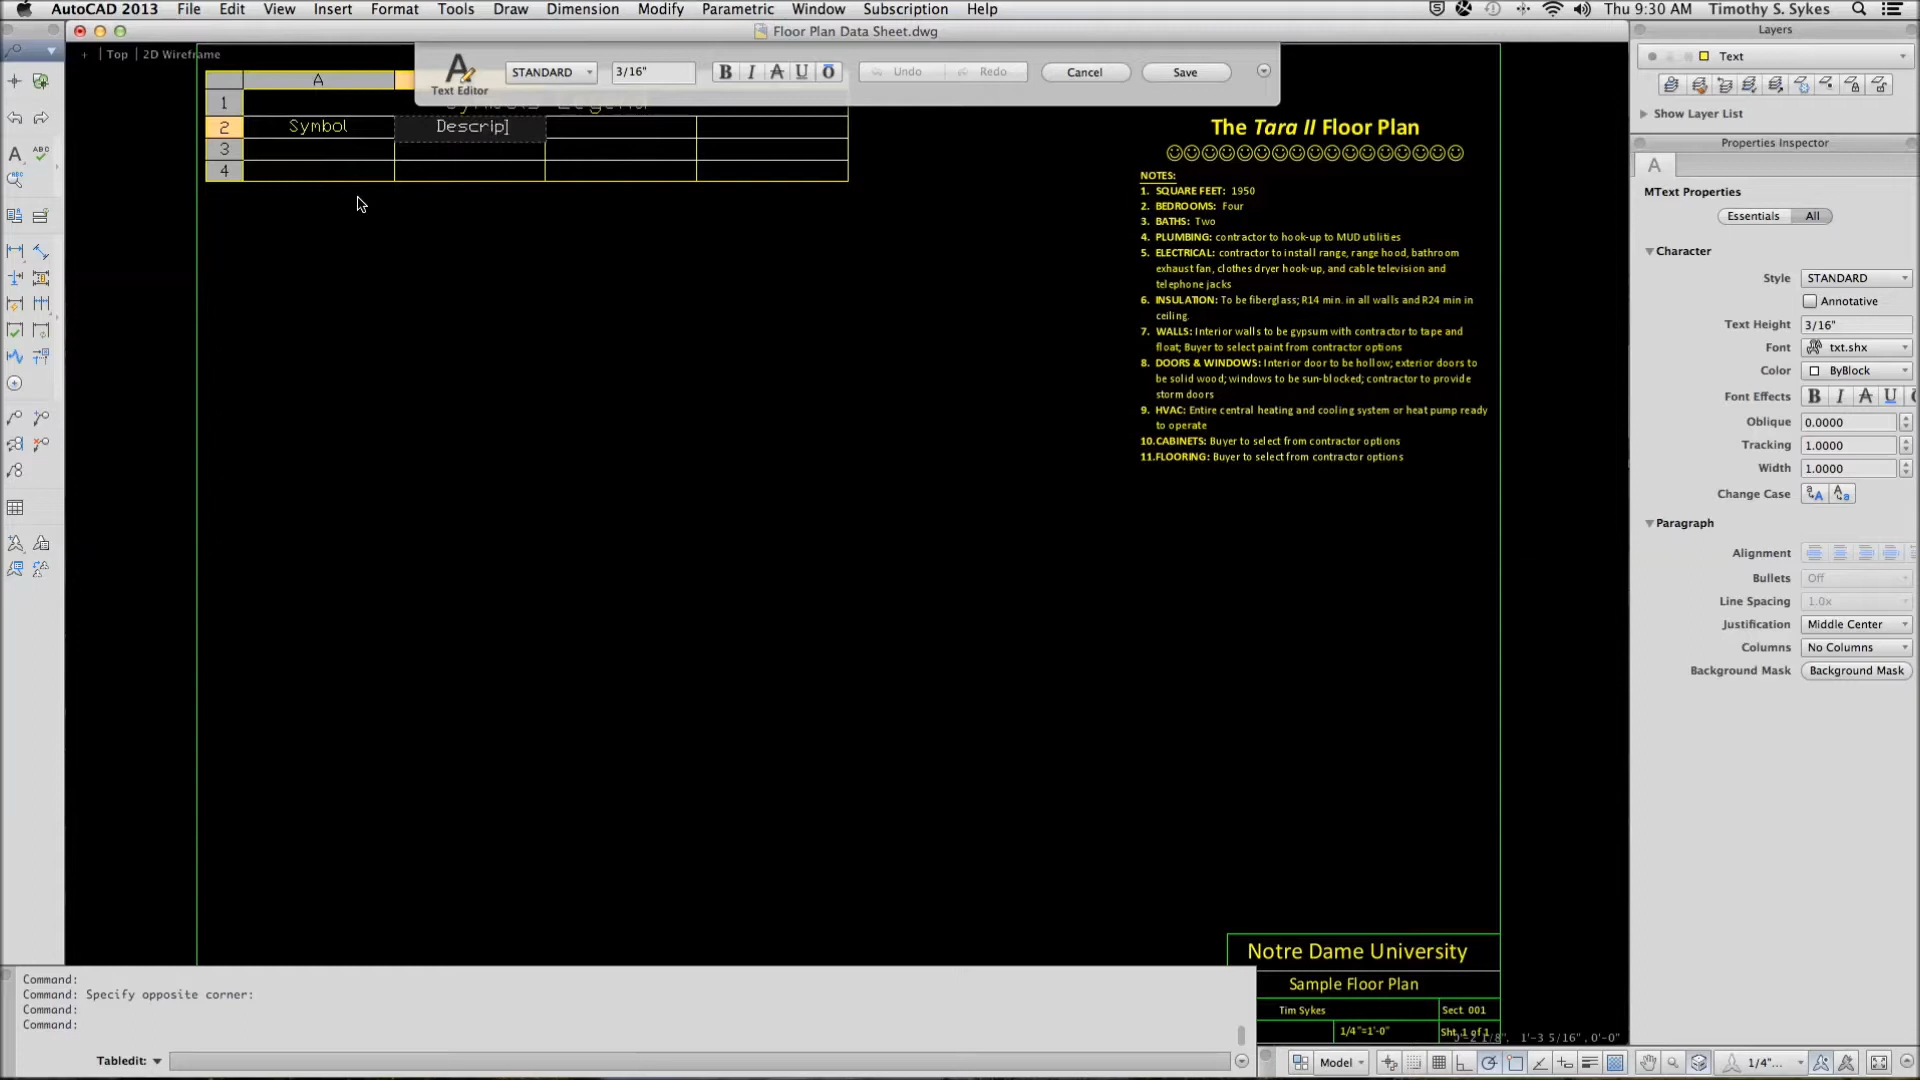 AutoCAD 2013 File Edit View Insert Format Tools Draw Dimension Modify Parametric Window Subscription Help Thu 9:30 AM Timothy S. Sykes
Floor Plan Data Sheet.dwg
+ | Top | 2D Wireframe
Text Editor
STANDARD 3/16" B I A U O Undo Redo Cancel Save
A
1 Symbols Legend
2 Symbol Descrip
3
4
The Tara II Floor Plan
NOTES:
1. SQUARE FEET: 1950
2. BEDROOMS: Four
3. BATHS: Two
4. PLUMBING: contractor to hook-up to MUD utilities
5. ELECTRICAL: contractor to install range, range hood, bathroom
exhaust fan, clothes dryer hook-up, and cable television and
telephone jacks
6. INSULATION: To be fiberglass; R14 min. in all walls and R24 min in
ceiling.
7. WALLS: Interior walls to be gypsum with contractor to tape and
float; Buyer to select paint from contractor options
8. DOORS & WINDOWS: Interior door to be hollow; exterior doors to
be solid wood; windows to be sun-blocked; contractor to provide
storm doors
9. HVAC: Entire central heating and cooling system or heat pump ready
to operate
10.CABINETS: Buyer to select from contractor options
11.FLOORING: Buyer to select from contractor options
Notre Dame University
Sample Floor Plan
Tim Sykes Sect. 001
1/4"=1'-0" Sht. 1 of 1
1'-3 5/16", 0'-0"
Layers
Text
Show Layer List
Properties Inspector
A
MText Properties
Essentials All
Character
Style STANDARD
Annotative
Text Height 3/16"
Font txt.shx
Color ByBlock
Font Effects B I A U
Oblique 0.0000
Tracking 1.0000
Width 1.0000
Change Case
Paragraph
Alignment
Bullets Off
Line Spacing 1.0x
Justification Middle Center
Columns No Columns
Background Mask Background Mask
Command:
Command: Specify opposite corner:
Command:
Command:
Tabledit:
Model 1/4"...